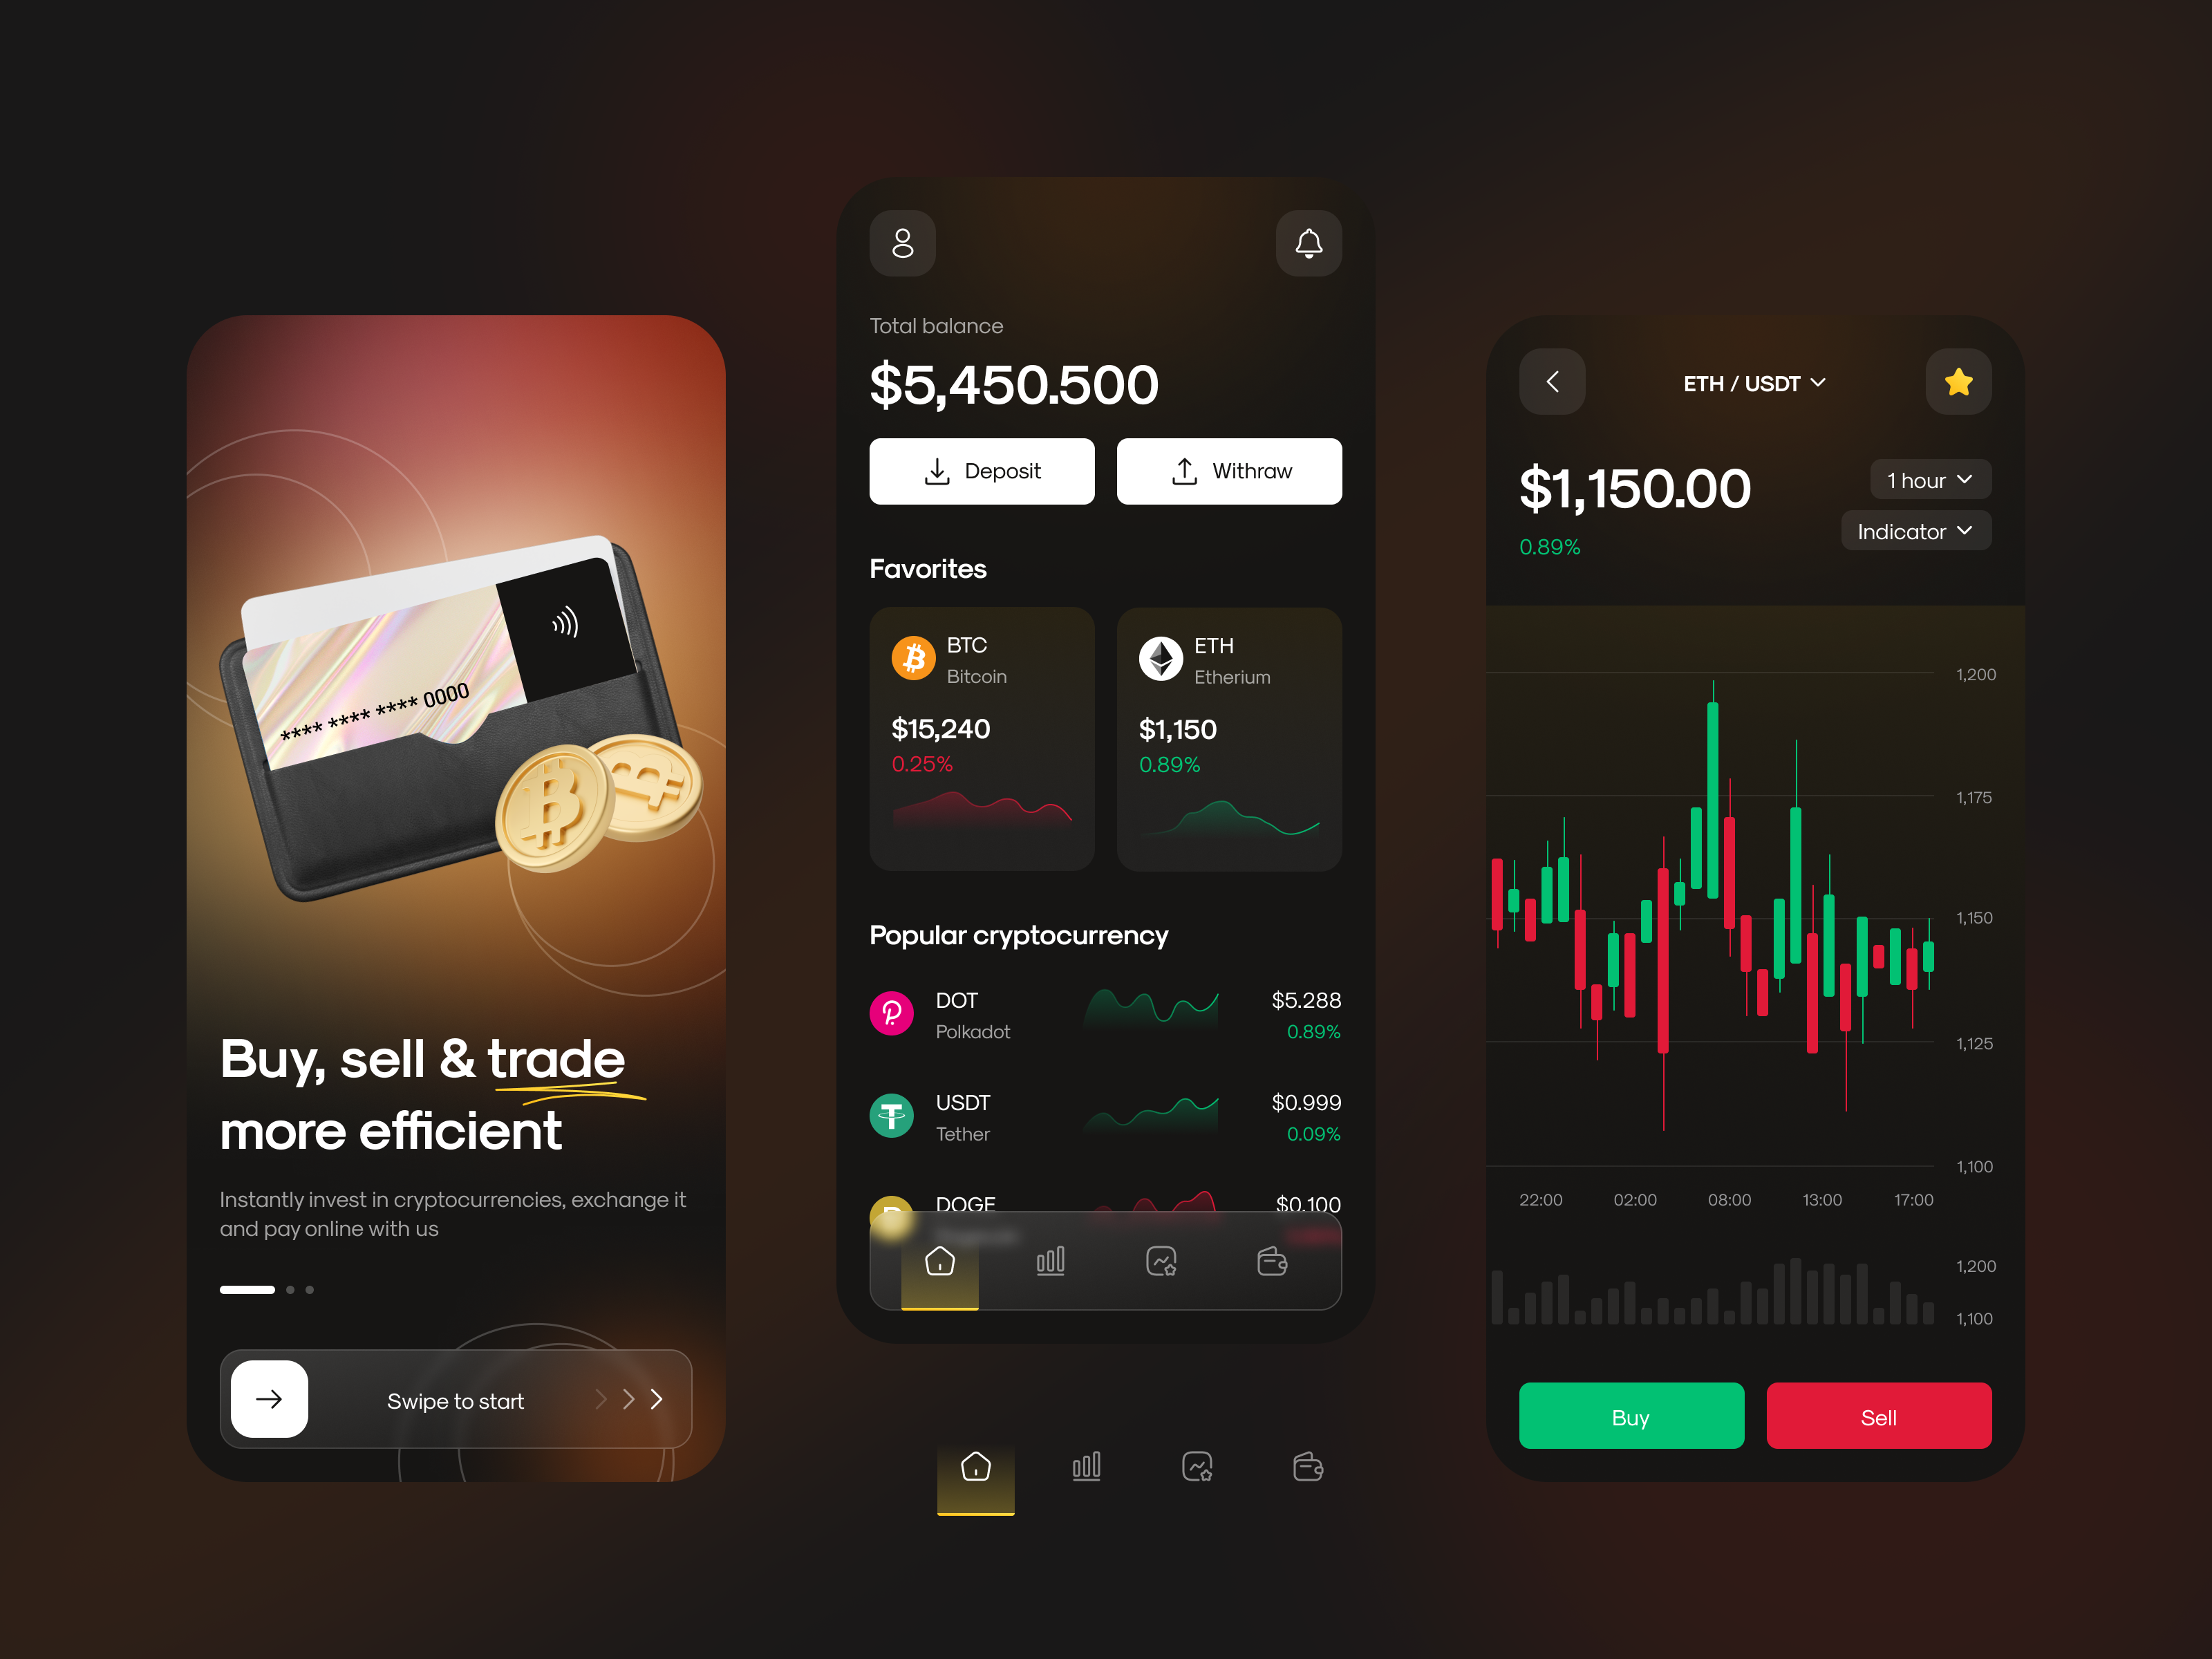 **** **** **** 0000
Buy, sell & trade
more efficient
Instantly invest in cryptocurrencies, exchange it
and pay online with us
Swipe to start
Total balance
$5,450.500
Deposit
Withraw
Favorites
BTC
Bitcoin
$15,240
0.25%
ETH
Etherium
$1,150
0.89%
Popular cryptocurrency
DOT
Polkadot
$5.288
0.89%
USDT
Tether
$0.999
0.09%
DOGE
$0.100
ETH / USDT
$1,150.00
0.89%
1 hour
Indicator
1,200
1,175
1,150
1,125
1,100
22:00 02:00 08:00 13:00 17:00
1,200
1,100
Buy
Sell